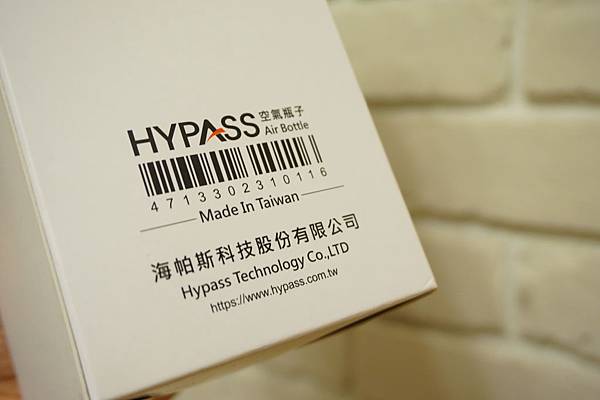 HYPASS 空氣瓶子
Air Bottle
4713302310116
Made In Taiwan
海帕斯科技股份有限公司
Hypass Technology Co.,LTD
https://www.hypass.com.tw